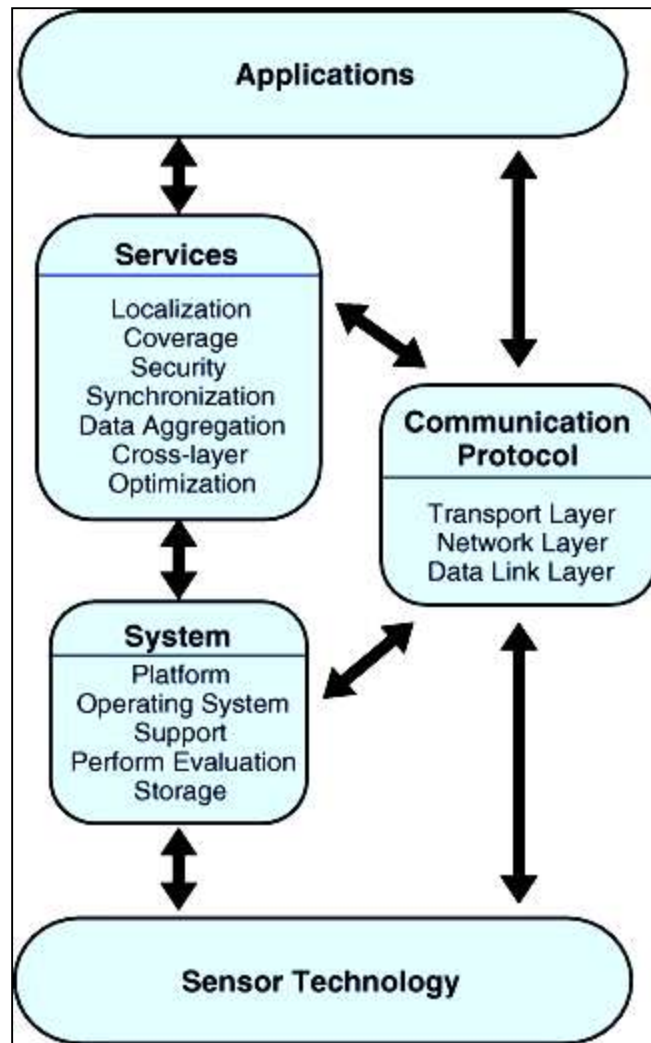 Applications
Services
Localization
Coverage
Security
Synchronization
Data Aggregation
Cross-layer
Optimization
Communication
Protocol
Transport Layer
Network Layer
Data Link Layer
System
Platform
Operating System
Support
Perform Evaluation
Storage
Sensor Technology